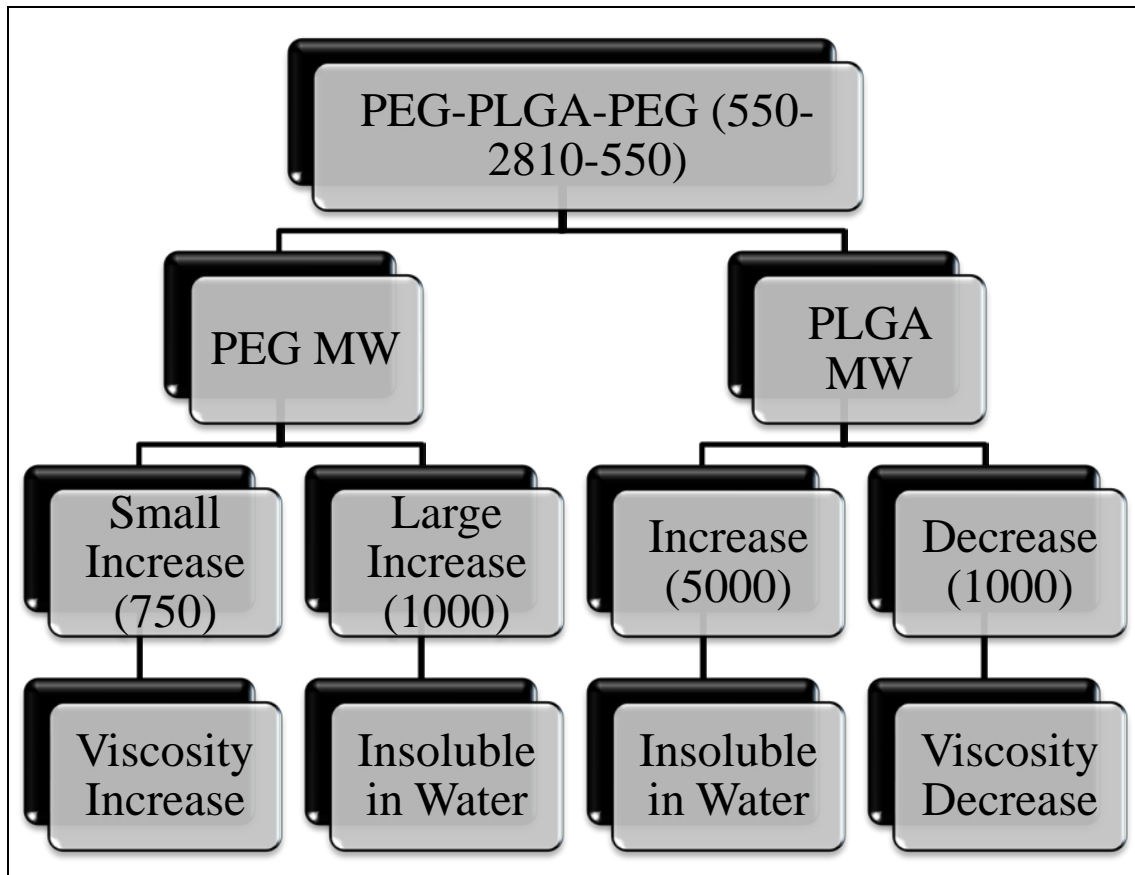 PEG-PLGA-PEG (550-
2810-550)
PEG MW
PLGA
MW
Small
Increase
(750)
Large
Increase
(1000)
Increase
(5000)
Decrease
(1000)
Viscosity
Increase
Insoluble
in Water
Insoluble
in Water
Viscosity
Decrease